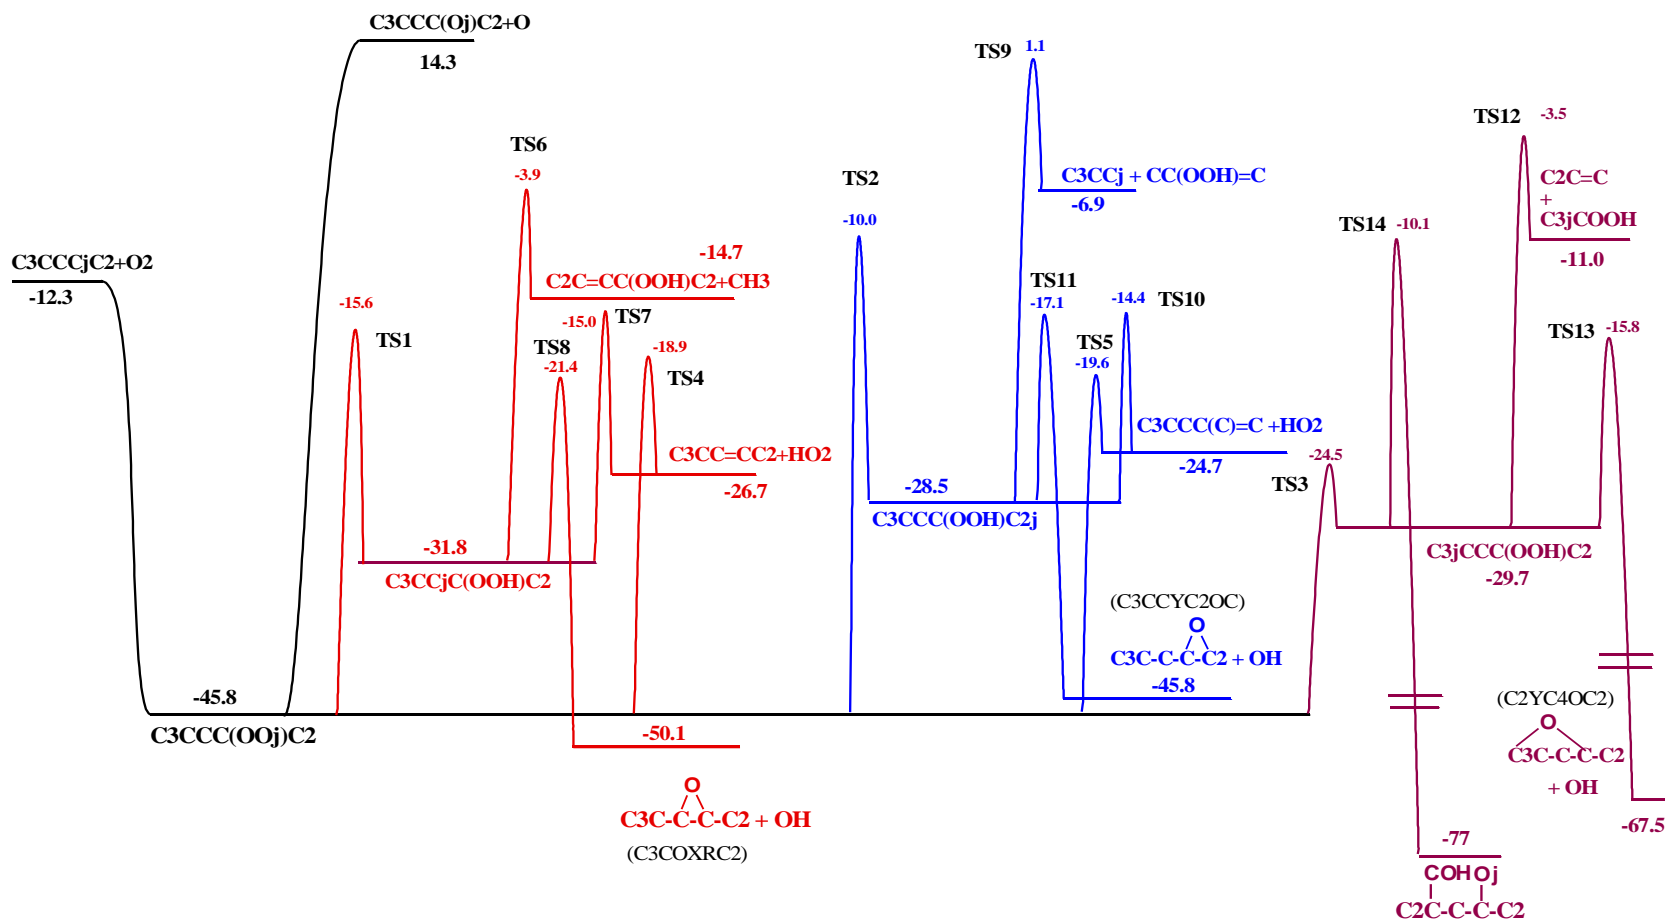 C3CCC(Oj)C2+O
14.3
C3CCCjC2+O2
-12.3
-45.8
C3CCC(OOj)C2
-15.6
TS1
TS6
-3.9
-14.7
C2C=CC(OOH)C2+CH3
-15.0
TS7
TS8
-21.4
-18.9
TS4
C3CC=CC2+HO2
-26.7
-31.8
C3CCjC(OOH)C2
-50.1
O
C3C-C-C-C2 + OH
(C3COXRC2)
TS2
-10.0
TS9
1.1
C3CCj + CC(OOH)=C
-6.9
TS11
-17.1
-14.4
TS10
TS5
-19.6
C3CCC(C)=C +HO2
-24.7
-28.5
C3CCC(OOH)C2j
(C3CCYC2OC)
O
C3C-C-C-C2 + OH
-45.8
TS12
-3.5
C2C=C
+
C3jCOOH
-11.0
TS14
-10.1
TS13
-15.8
-24.5
TS3
C3jCCC(OOH)C2
-29.7
(C2YC4OC2)
O
C3C-C-C-C2
+ OH
-67.5
-77
COH Oj
C2C-C-C-C2